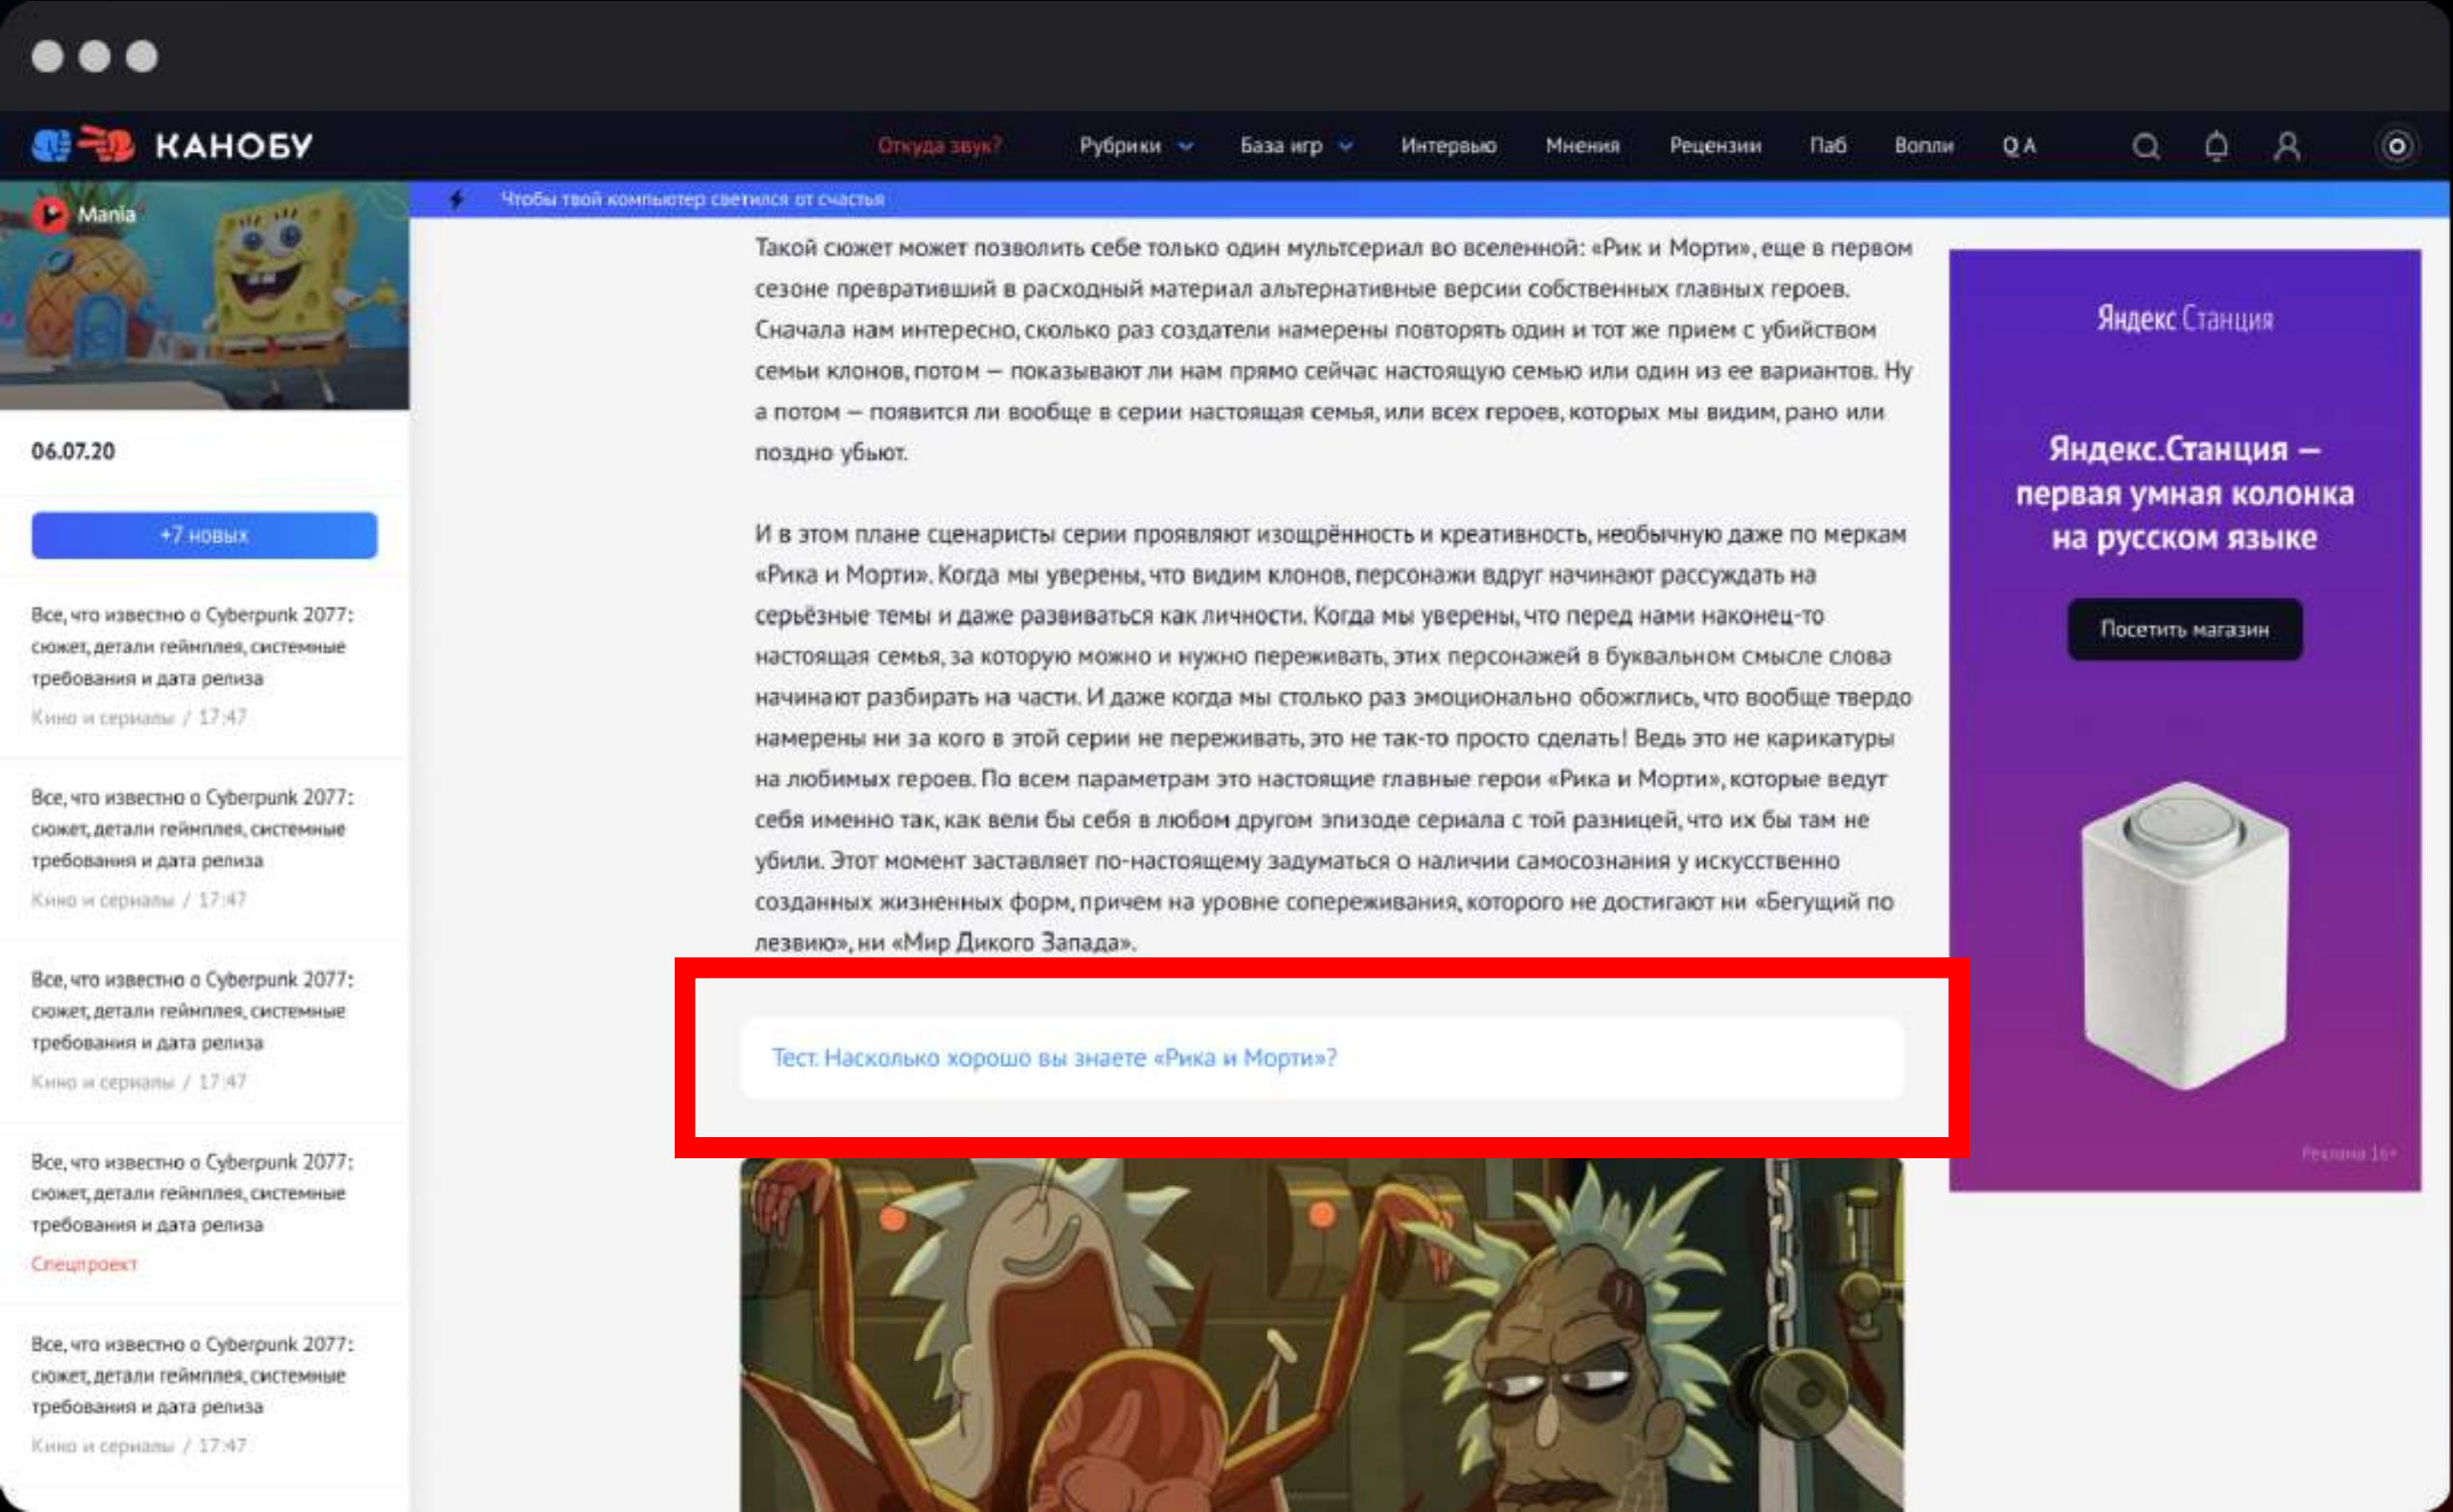 КАНОБУ
Откуда звук?
Рубрики
База игр
Интервью
Мнения
Рецензии
Паб
Вопли
Q A
Mania
Чтобы твой компьютер светился от счастья
06.07.20
+7 новых
Все, что известно о Cyberpunk 2077:
сюжет, детали геймплея, системные
требования и дата релиза
Кино и сериалы / 17:47
Все, что известно о Cyberpunk 2077:
сюжет, детали геймплея, системные
требования и дата релиза
Кино и сериалы / 17:47
Все, что известно о Cyberpunk 2077:
сюжет, детали геймплея, системные
требования и дата релиза
Кино и сериалы / 17:47
Все, что известно о Cyberpunk 2077:
сюжет, детали геймплея, системные
требования и дата релиза
Спецпроект
Все, что известно о Cyberpunk 2077:
сюжет, детали геймплея, системные
требования и дата релиза
Кино и сериалы / 17:47
Такой сюжет может позволить себе только один мультсериал во вселенной: «Рик и Морти», еще в первом
сезоне превративший в расходный материал альтернативные версии собственных главных героев.
Сначала нам интересно, сколько раз создатели намерены повторять один и тот же прием с убийством
семьи клонов, потом — показывают ли нам прямо сейчас настоящую семью или один из ее вариантов. Ну
а потом — появится ли вообще в серии настоящая семья, или всех героев, которых мы видим, рано или
поздно убьют.
И в этом плане сценаристы серии проявляют изощрённость и креативность, необычную даже по меркам
«Рика и Морти». Когда мы уверены, что видим клонов, персонажи вдруг начинают рассуждать на
серьёзные темы и даже развиваться как личности. Когда мы уверены, что перед нами наконец-то
настоящая семья, за которую можно и нужно переживать, этих персонажей в буквальном смысле слова
начинают разбирать на части. И даже когда мы столько раз эмоционально обожглись, что вообще твердо
намерены ни за кого в этой серии не переживать, это не так-то просто сделать! Ведь это не карикатуры
на любимых героев. По всем параметрам это настоящие главные герои «Рика и Морти», которые ведут
себя именно так, как вели бы себя в любом другом эпизоде сериала с той разницей, что их бы там не
убили. Этот момент заставляет по-настоящему задуматься о наличии самосознания у искусственно
созданных жизненных форм, причем на уровне сопереживания, которого не достигают ни «Бегущий по
лезвию», ни «Мир Дикого Запада».
Тест. Насколько хорошо вы знаете «Рика и Морти»?
Яндекс Станция
Яндекс.Станция —
первая умная колонка
на русском языке
Посетить магазин
Реклама 16+